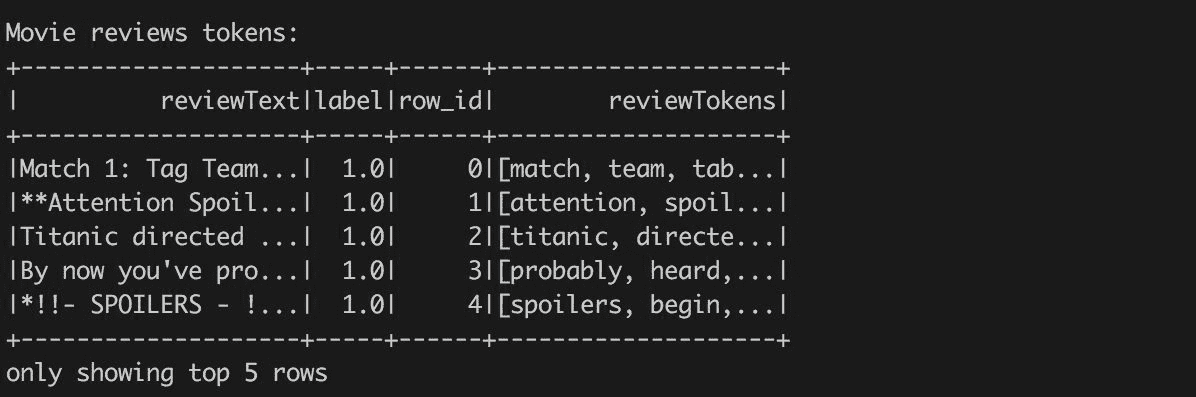 Movie reviews tokens:
+--------------------+-----+------+--------------------+
|          reviewText|label|row_id|        reviewTokens|
+--------------------+-----+------+--------------------+
|Match 1: Tag Team...|  1.0|     0|[match, team, tab...|
|**Attention Spoil...|  1.0|     1|[attention, spoil...|
|Titanic directed ...|  1.0|     2|[titanic, directe...|
|By now you've pro...|  1.0|     3|[probably, heard,...|
|*!!- SPOILERS - !...|  1.0|     4|[spoilers, begin,...|
+--------------------+-----+------+--------------------+
only showing top 5 rows